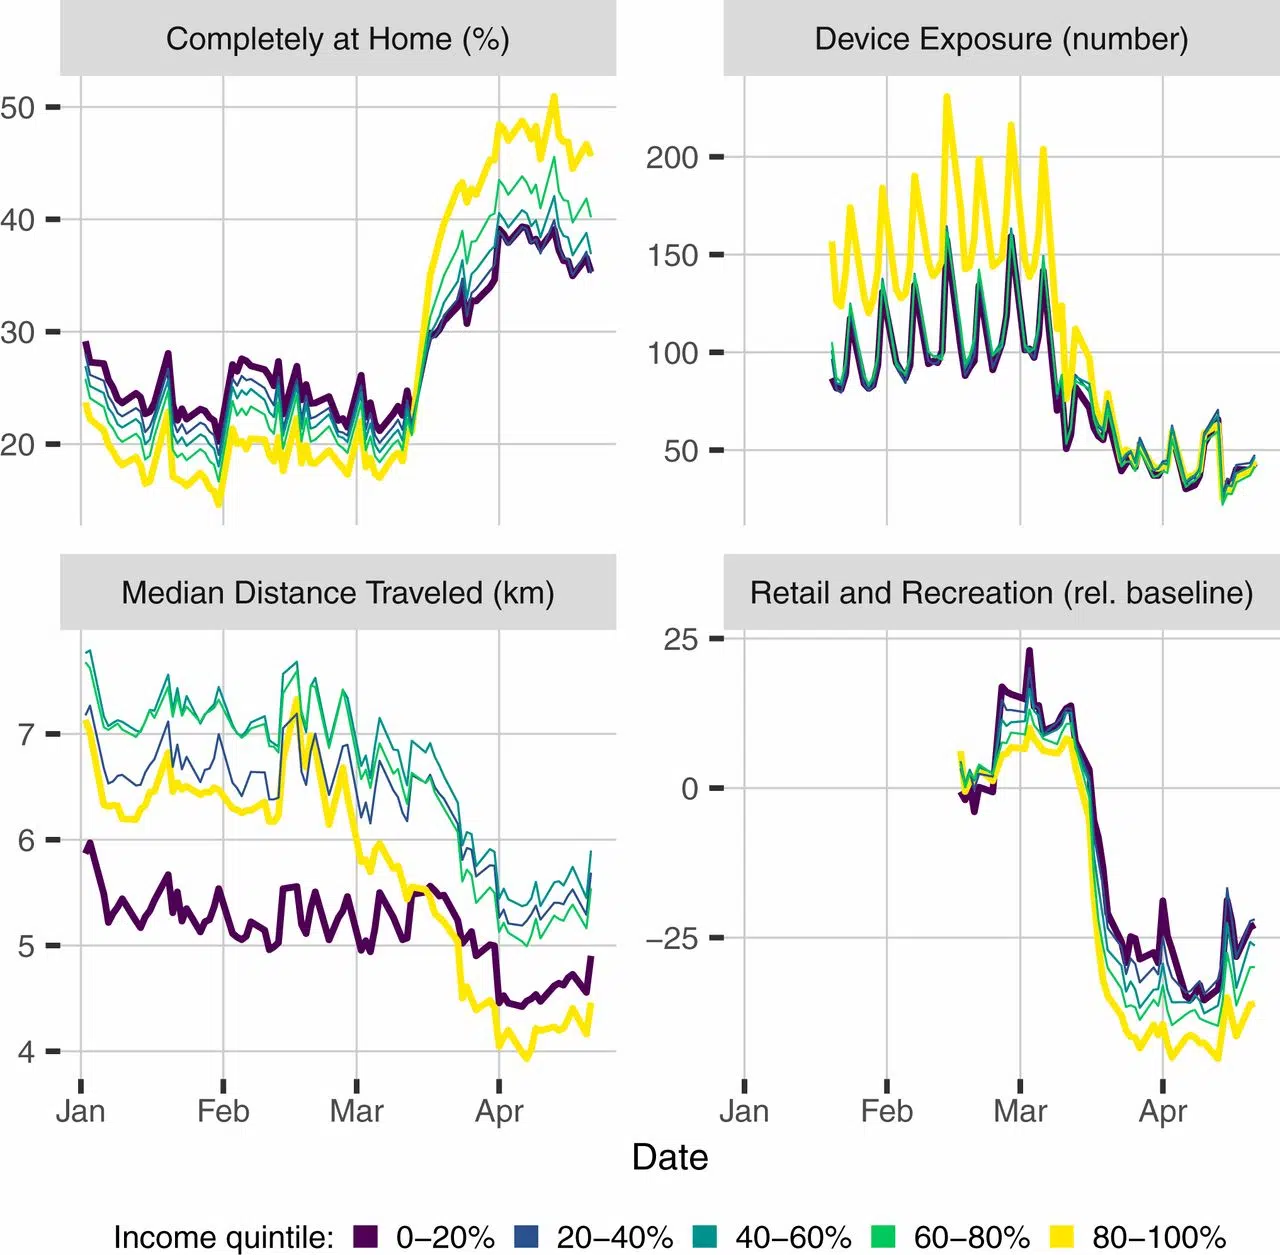 Completely at Home (%)
Device Exposure (number)
50
40
30
20
200
150
100
50
Median Distance Traveled (km)
Retail and Recreation (rel. baseline)
7
6
5
4
25
0
−25
Jan Feb Mar Apr
Jan Feb Mar Apr
Date
Income quintile: 0−20% 20−40% 40−60% 60−80% 80−100%